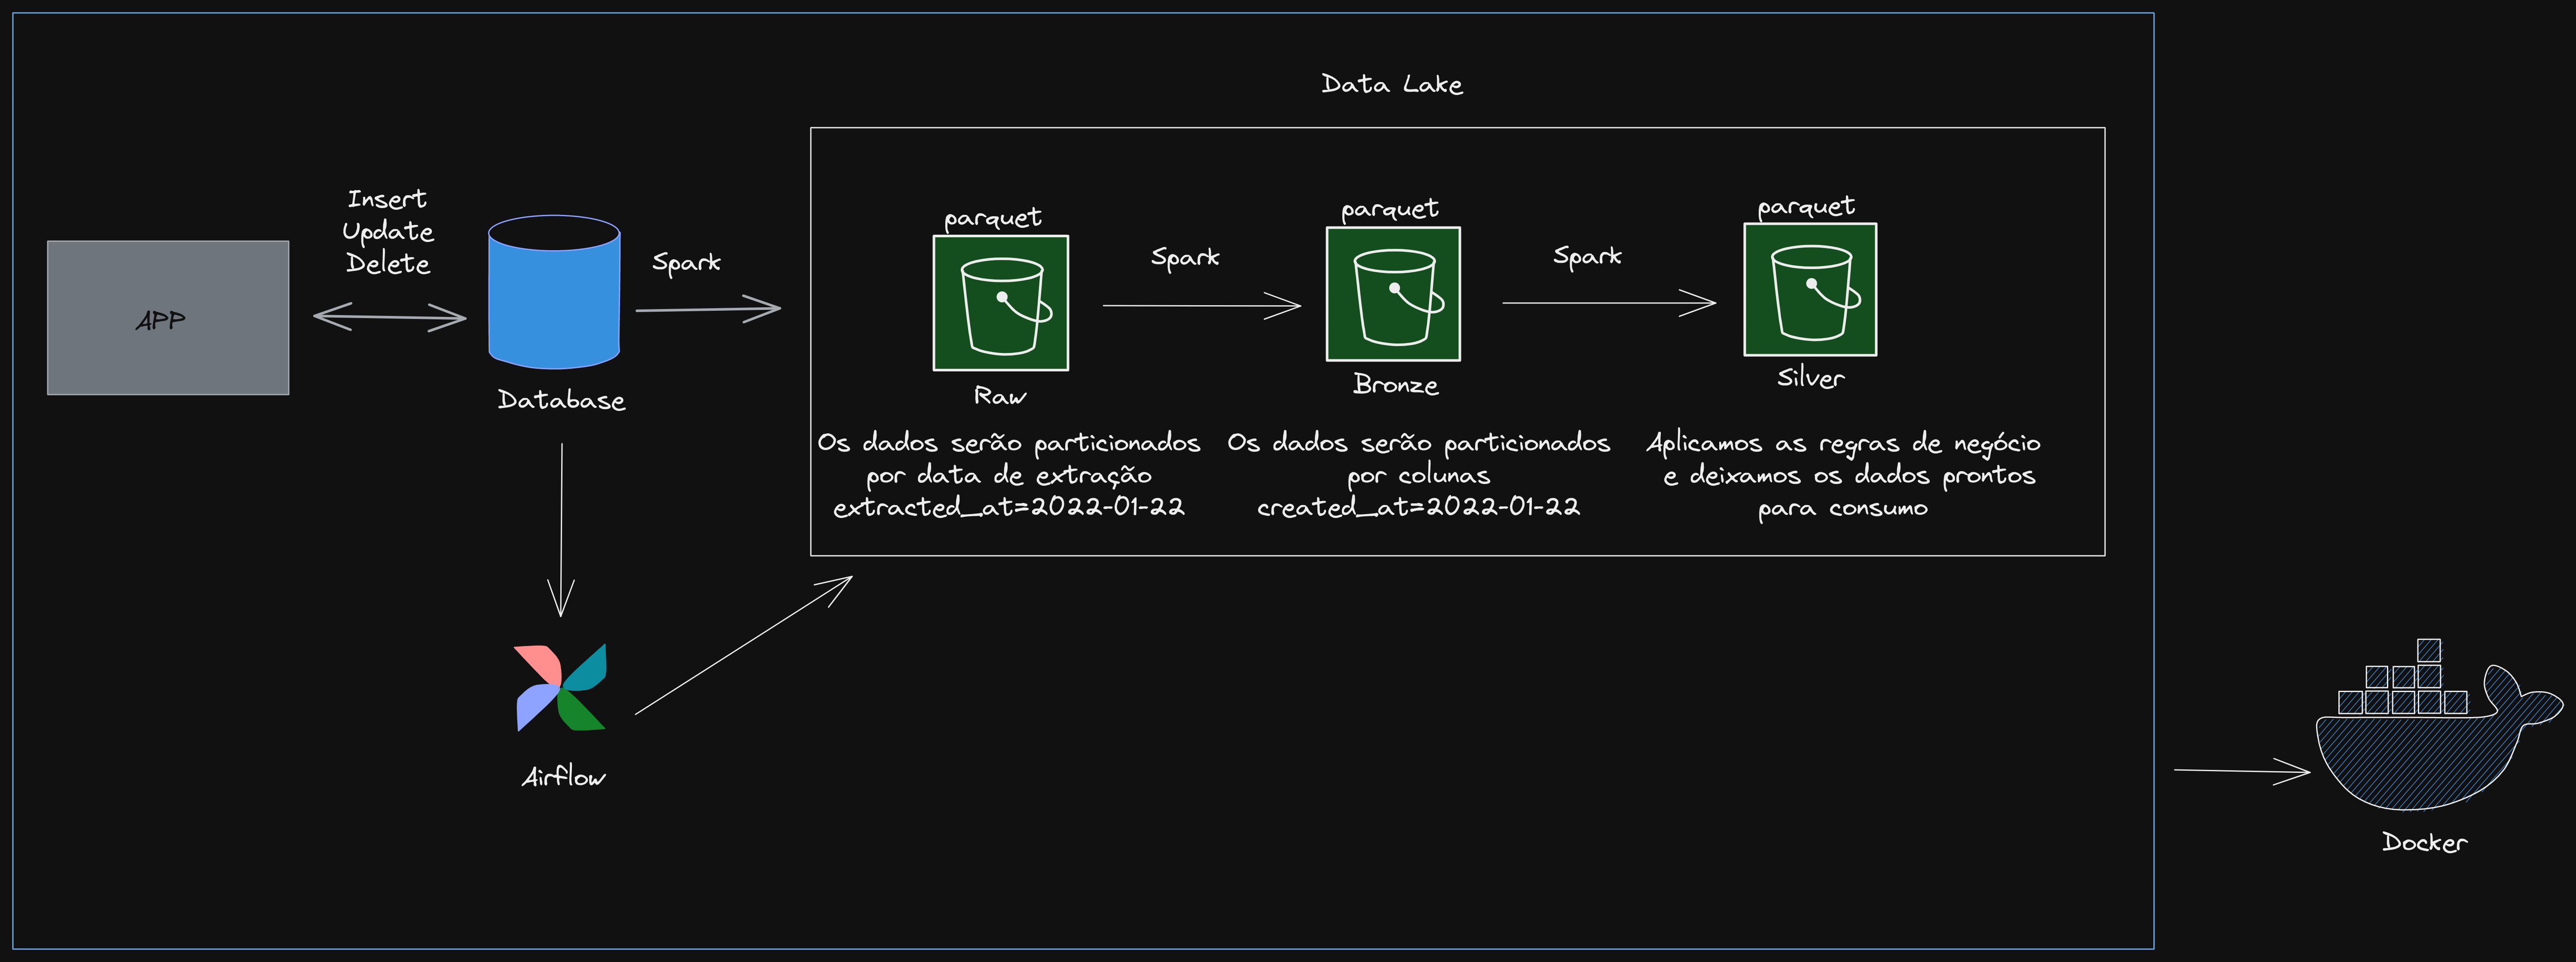 Data Lake
APP
Insert
Update
Delete
Database
Spark
parquet
Raw
Os dados serão particionados
por data de extração
extracted_at=2022-01-22
Spark
parquet
Bronze
Os dados serão particionados
por colunas
created_at=2022-01-22
Spark
parquet
Silver
Aplicamos as regras de negócio
e deixamos os dados prontos
para consumo
Airflow
Docker